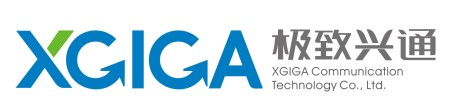 XGIGA
极致兴通
XGIGA Communication
Technology Co., Ltd.